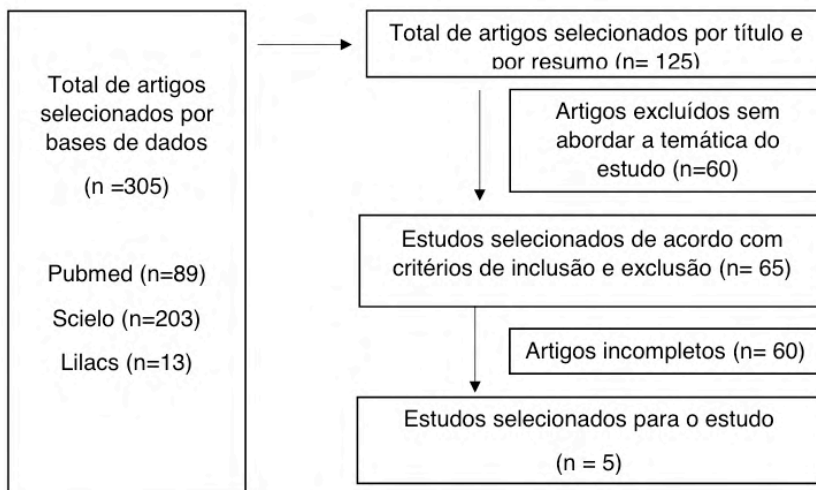 Total de artigos
selecionados por
bases de dados
(n =305)
Pubmed (n=89)
Scielo (n=203)
Lilacs (n=13)
Total de artigos selecionados por título e
por resumo (n= 125)
Artigos excluídos sem
abordar a temática do
estudo (n=60)
Estudos selecionados de acordo com
critérios de inclusão e exclusão (n= 65)
Artigos incompletos (n= 60)
Estudos selecionados para o estudo
(n = 5)